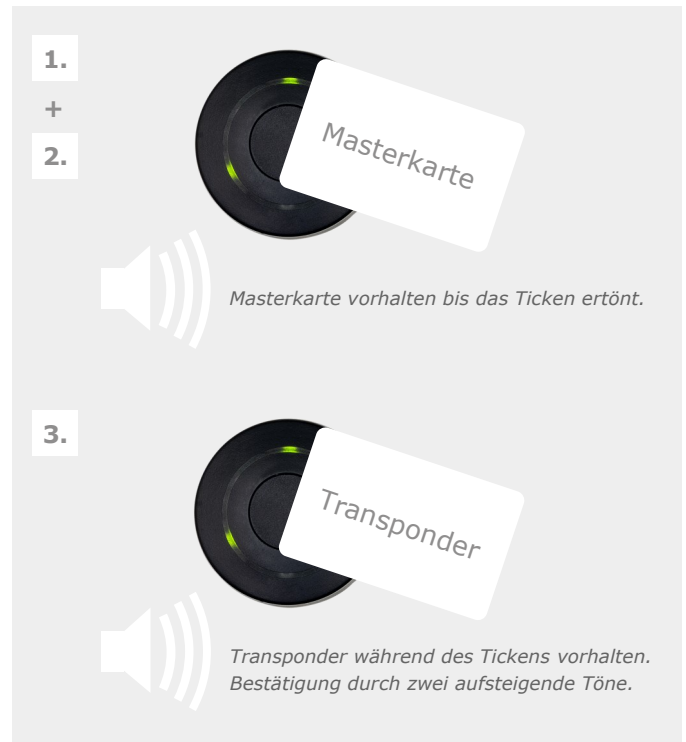 1.
+
2.
Masterkarte
Masterkarte vorhalten bis das Ticken ertönt.
3.
Transponder
Transponder während des Tickens vorhalten.
Bestätigung durch zwei aufsteigende Töne.